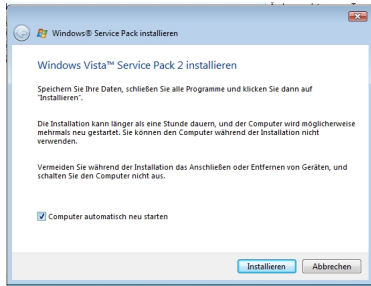 Windows® Service Pack installieren
Windows Vista™ Service Pack 2 installieren
Speichern Sie Ihre Daten, schließen Sie alle Programme und klicken Sie dann auf
"Installieren".
Die Installation kann länger als eine Stunde dauern, und der Computer wird möglicherweise
mehrmals neu gestartet. Sie können den Computer während der Installation nicht
verwenden.
Vermeiden Sie während der Installation das Anschließen oder Entfernen von Geräten, und
schalten Sie den Computer nicht aus.
Computer automatisch neu starten
Installieren Abbrechen